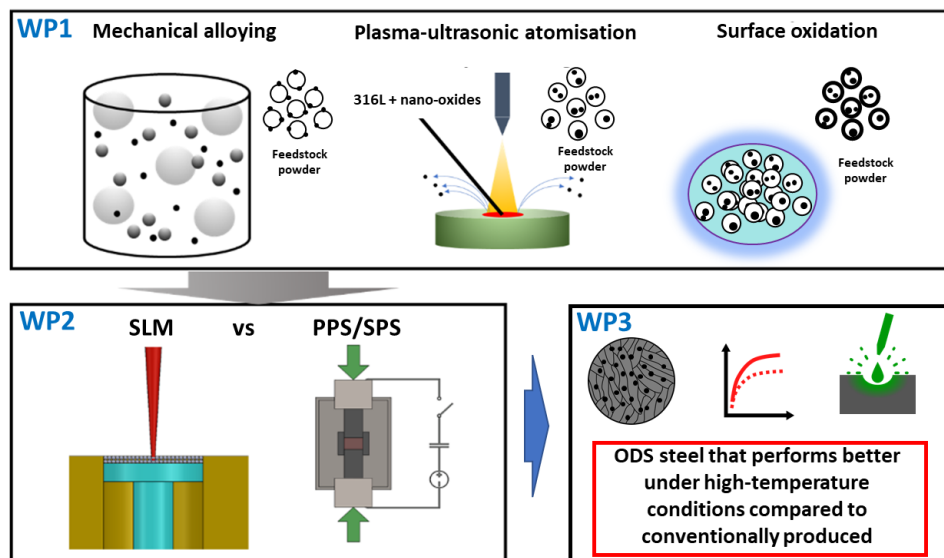 WP1
Mechanical alloying
Plasma-ultrasonic atomisation
Surface oxidation
316L + nano-oxides
Feedstock
powder
Feedstock
powder
Feedstock
powder
WP2
SLM vs PPS/SPS
WP3
ODS steel that performs better
under high-temperature
conditions compared to
conventionally produced